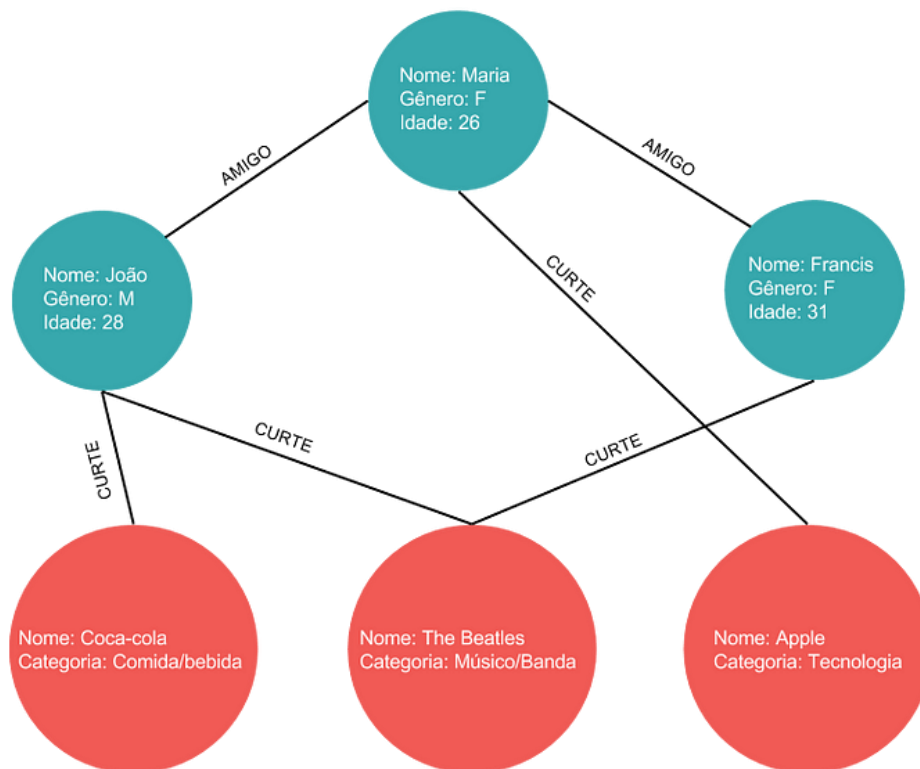 Nome: Maria
Gênero: F
Idade: 26
AMIGO
AMIGO
Nome: João
Gênero: M
Idade: 28
Nome: Francis
Gênero: F
Idade: 31
CURTE
CURTE
CURTE
CURTE
Nome: Coca-cola
Categoria: Comida/bebida
Nome: The Beatles
Categoria: Músico/Banda
Nome: Apple
Categoria: Tecnologia